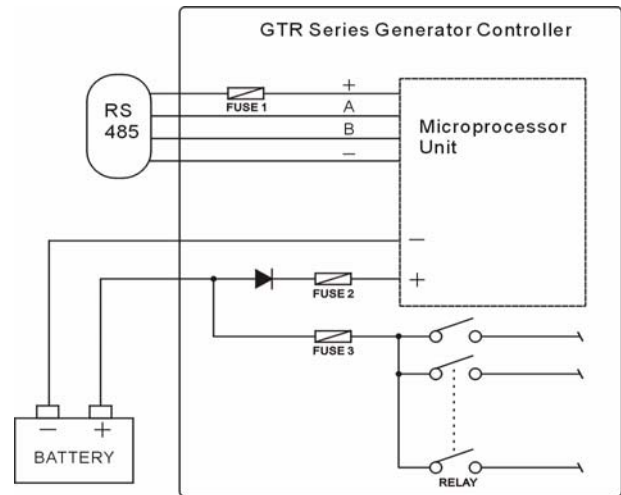 GTR Series Generator Controller
RS
485
FUSE 1
+
A
B
–
Microprocessor
Unit
–
+
FUSE 2
FUSE 3
– +
BATTERY
RELAY